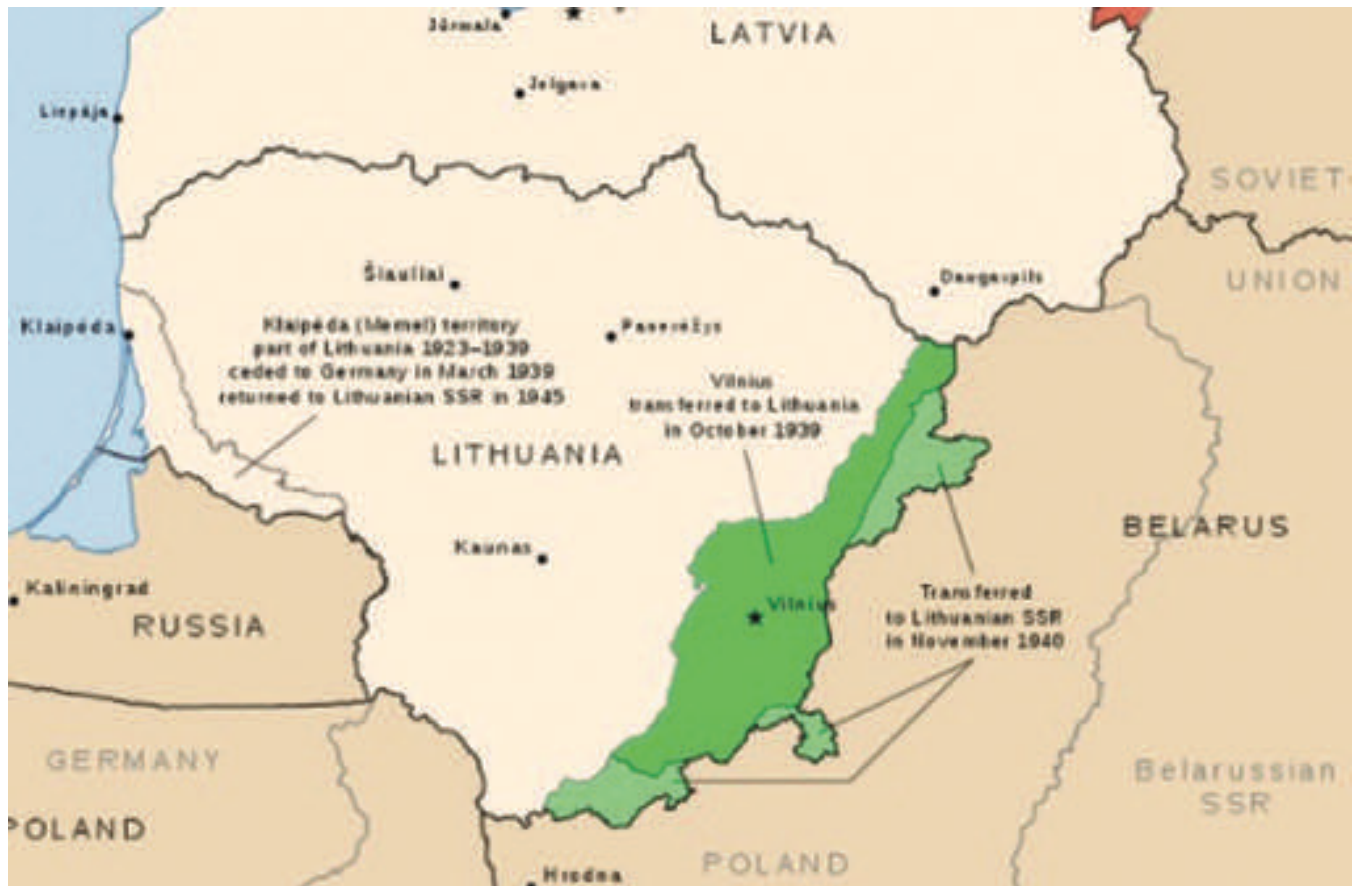 Jūrmala
LATVIA
Jelgava
Liepāja
SOVIET
Šiauliai
Daugavpils
UNION
Klaipėda
Klaipėda (Memel) territory
part of Lithuania 1923–1939
ceded to Germany in March 1939
returned to Lithuanian SSR in 1945
Panevėžys
Vilnius
transferred to Lithuania
in October 1939
LITHUANIA
BELARUS
Kaunas
Kaliningrad
RUSSIA
Vilnius
Transferred
to Lithuanian SSR
in November 1940
GERMANY
Belarussian
SSR
POLAND
POLAND
Hrodna